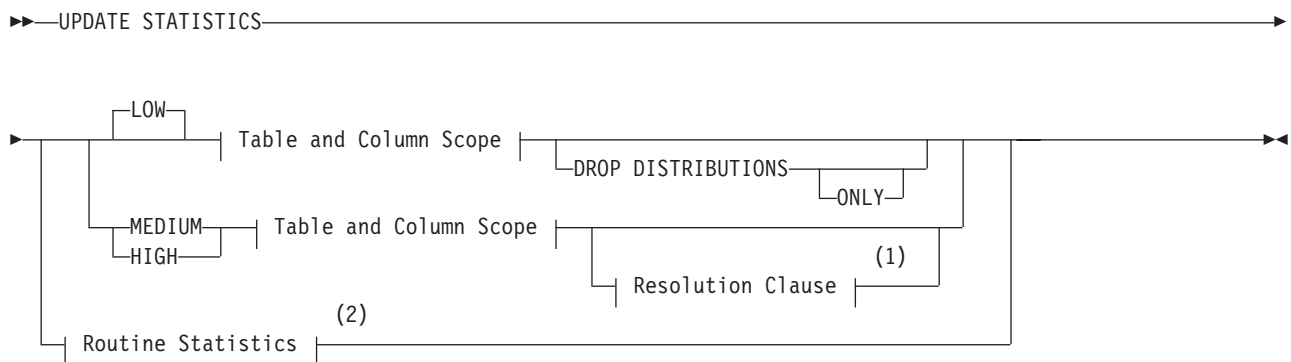 UPDATE STATISTICS
LOW
Table and Column Scope
DROP DISTRIBUTIONS
ONLY
MEDIUM
HIGH
Table and Column Scope
(1)
Resolution Clause
(2)
Routine Statistics